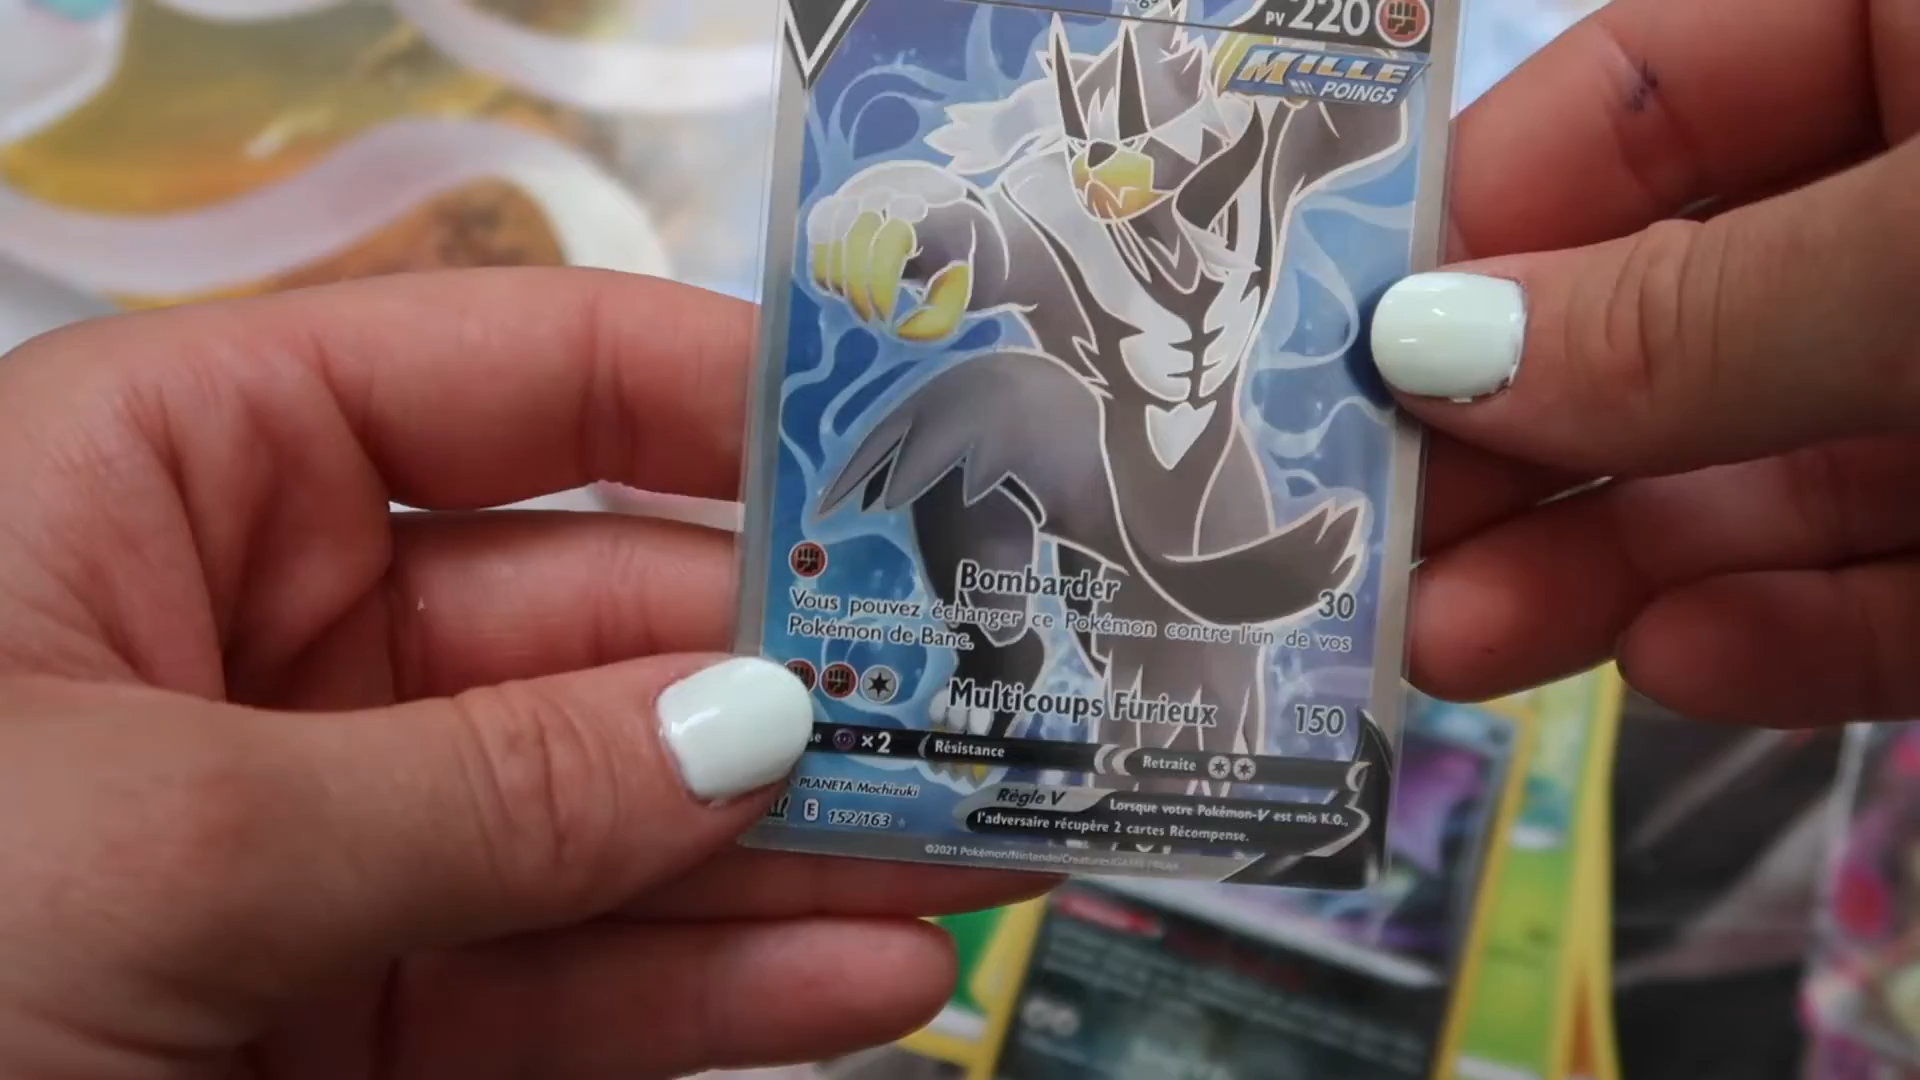 PV 220
MILLE
POINGS
Bombarder 30
Vous pouvez échanger ce Pokémon contre l'un de vos
Pokémon de Banc.
Multicoups Furieux 150
×2 Résistance Retraite
PLANETA Mochizuki
Règle V Lorsque votre Pokémon-V est mis K.O.,
l'adversaire récupère 2 cartes Récompense.
E 152/163
©2021 Pokémon/Nintendo/Creatures/GAME FREAK